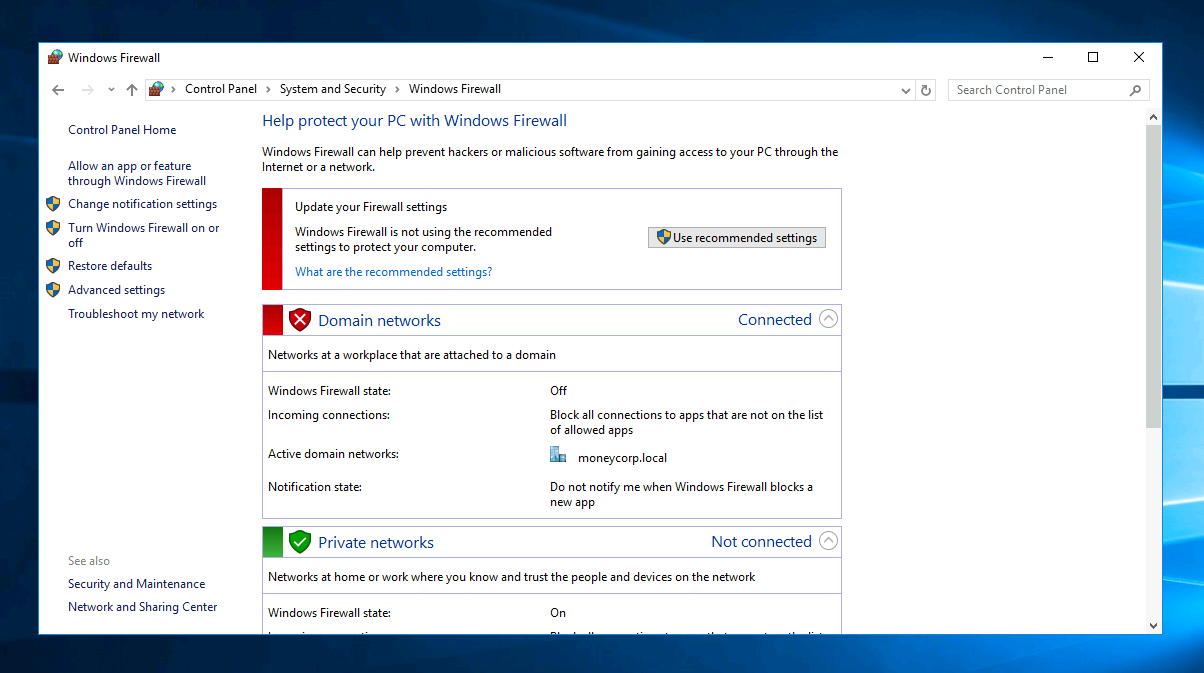 Windows Firewall
Control Panel > System and Security > Windows Firewall
Search Control Panel
Control Panel Home
Allow an app or feature
through Windows Firewall
Change notification settings
Turn Windows Firewall on or
off
Restore defaults
Advanced settings
Troubleshoot my network
See also
Security and Maintenance
Network and Sharing Center
Help protect your PC with Windows Firewall
Windows Firewall can help prevent hackers or malicious software from gaining access to your PC through the
Internet or a network.
Update your Firewall settings
Windows Firewall is not using the recommended
settings to protect your computer.
Use recommended settings
What are the recommended settings?
Domain networks Connected
Networks at a workplace that are attached to a domain
Windows Firewall state: Off
Incoming connections: Block all connections to apps that are not on the list
of allowed apps
Active domain networks: moneycorp.local
Notification state: Do not notify me when Windows Firewall blocks a
new app
Private networks Not connected
Networks at home or work where you know and trust the people and devices on the network
Windows Firewall state: On